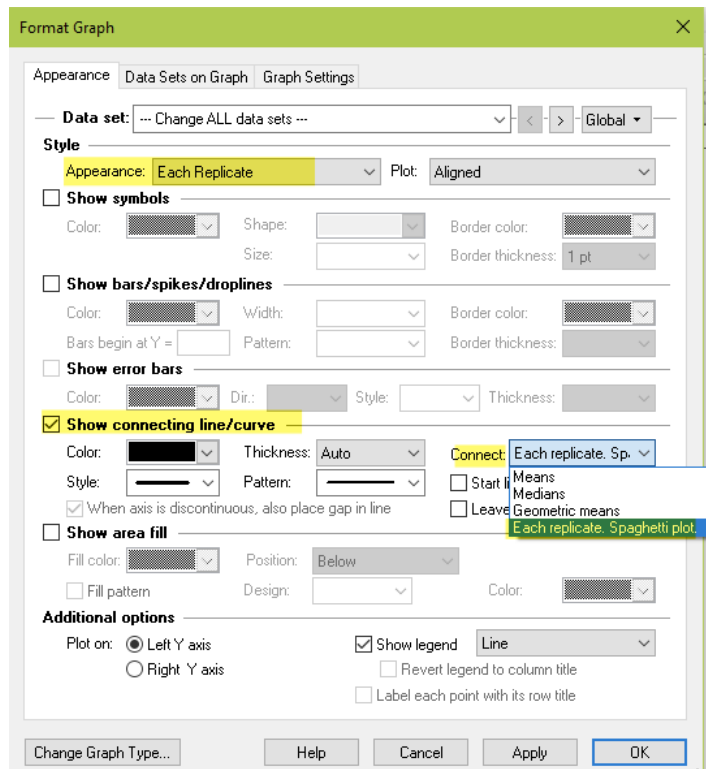 Format Graph
Appearance Data Sets on Graph Graph Settings
Data set: --- Change ALL data sets --- < > Global
Style
Appearance: Each Replicate Plot: Aligned
Show symbols
Color: Shape: Border color:
Size: Border thickness: 1 pt
Show bars/spikes/droplines
Color: Width: Border color:
Bars begin at Y = Pattern: Border thickness:
Show error bars
Color: Dir.: Style: Thickness:
Show connecting line/curve
Color: Thickness: Auto Connect: Each replicate. Sp
Style: Pattern: Start li
Means
Medians
When axis is discontinuous, also place gap in line Leave
Geometric means
Each replicate. Spaghetti plot.
Show area fill
Fill color: Position: Below
Fill pattern Design: Color:
Additional options
Plot on: Left Y axis Show legend Line
Right Y axis Revert legend to column title
Label each point with its row title
Change Graph Type... Help Cancel Apply OK